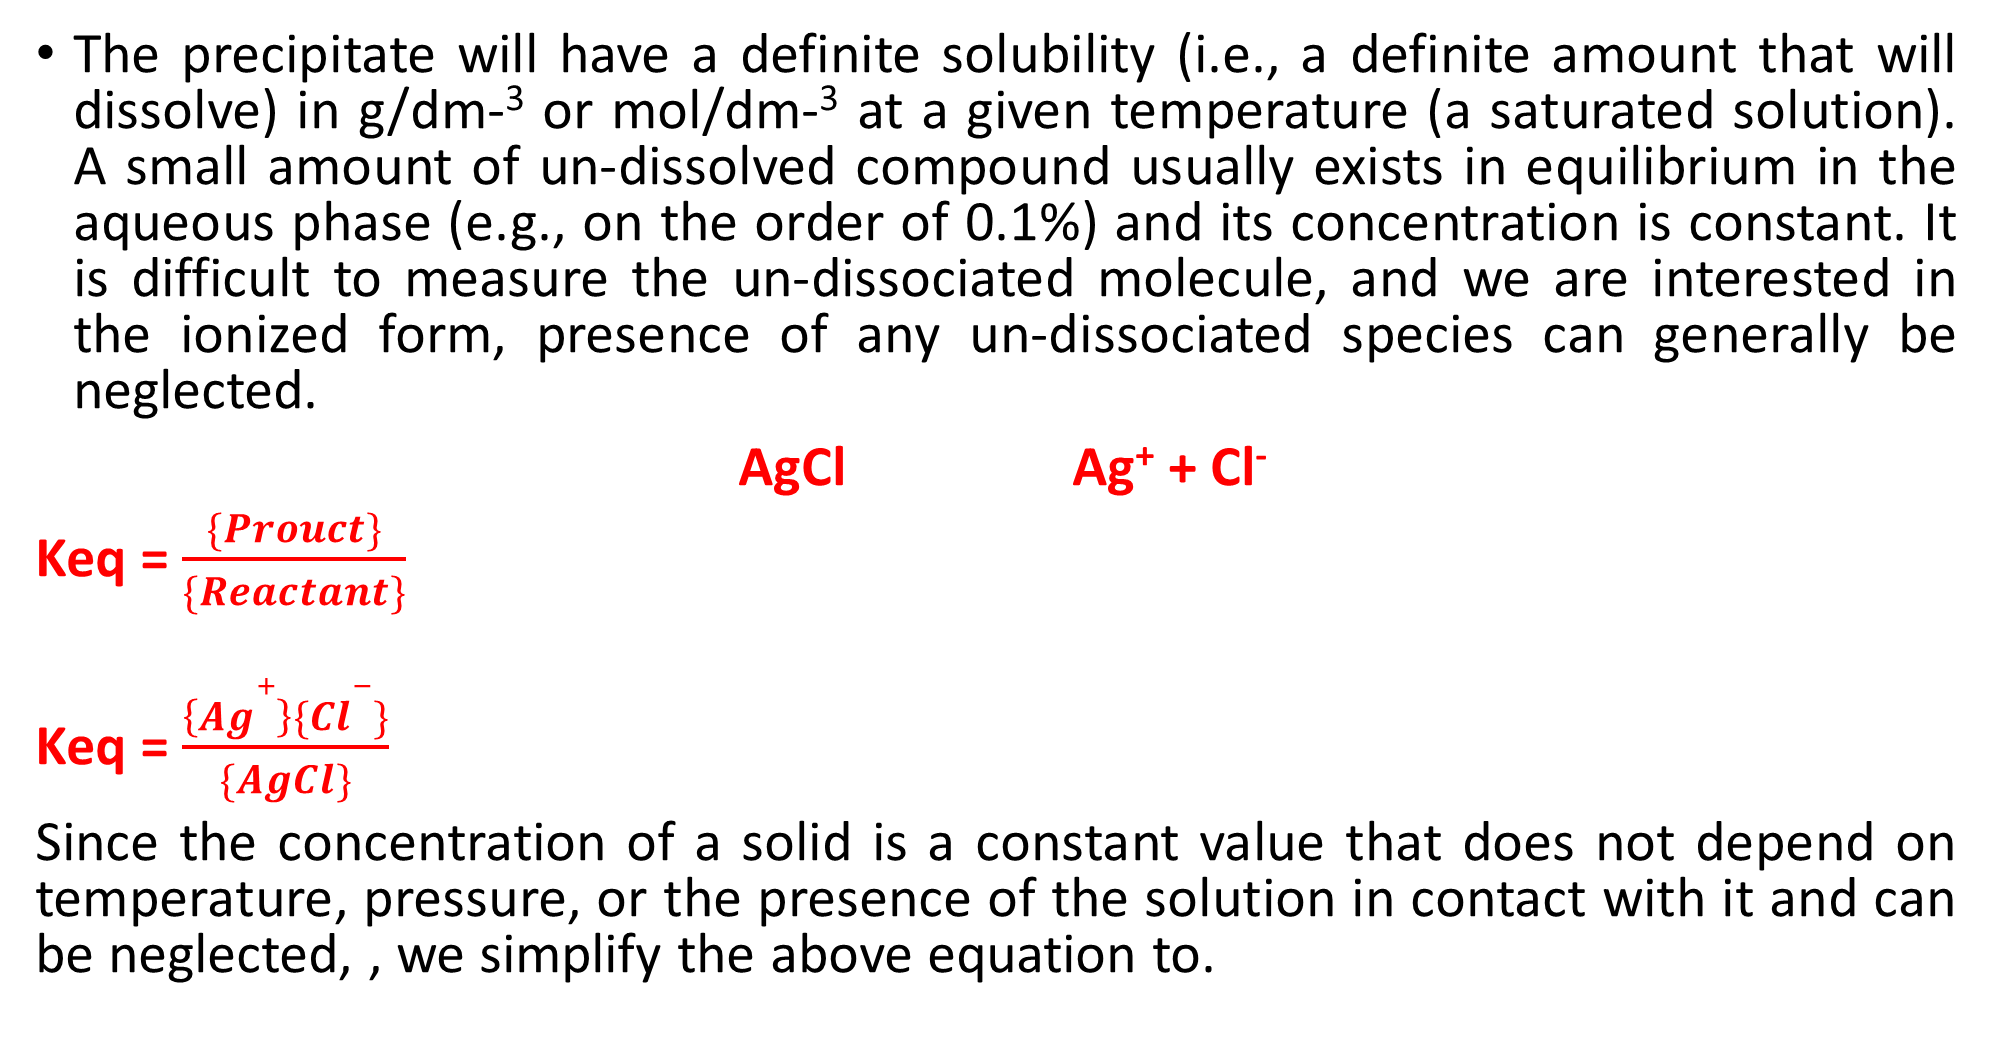 • The precipitate will have a definite solubility (i.e., a definite amount that will
dissolve) in g/dm-³ or mol/dm-³ at a given temperature (a saturated solution).
A small amount of un-dissolved compound usually exists in equilibrium in the
aqueous phase (e.g., on the order of 0.1%) and its concentration is constant. It
is difficult to measure the un-dissociated molecule, and we are interested in
the ionized form, presence of any un-dissociated species can generally be
neglected.
AgCl Ag⁺ + Cl⁻
Keq = {Prouct}
{Reactant}
Keq = {Ag⁺}{Cl⁻}
{AgCl}
Since the concentration of a solid is a constant value that does not depend on
temperature, pressure, or the presence of the solution in contact with it and can
be neglected, , we simplify the above equation to.